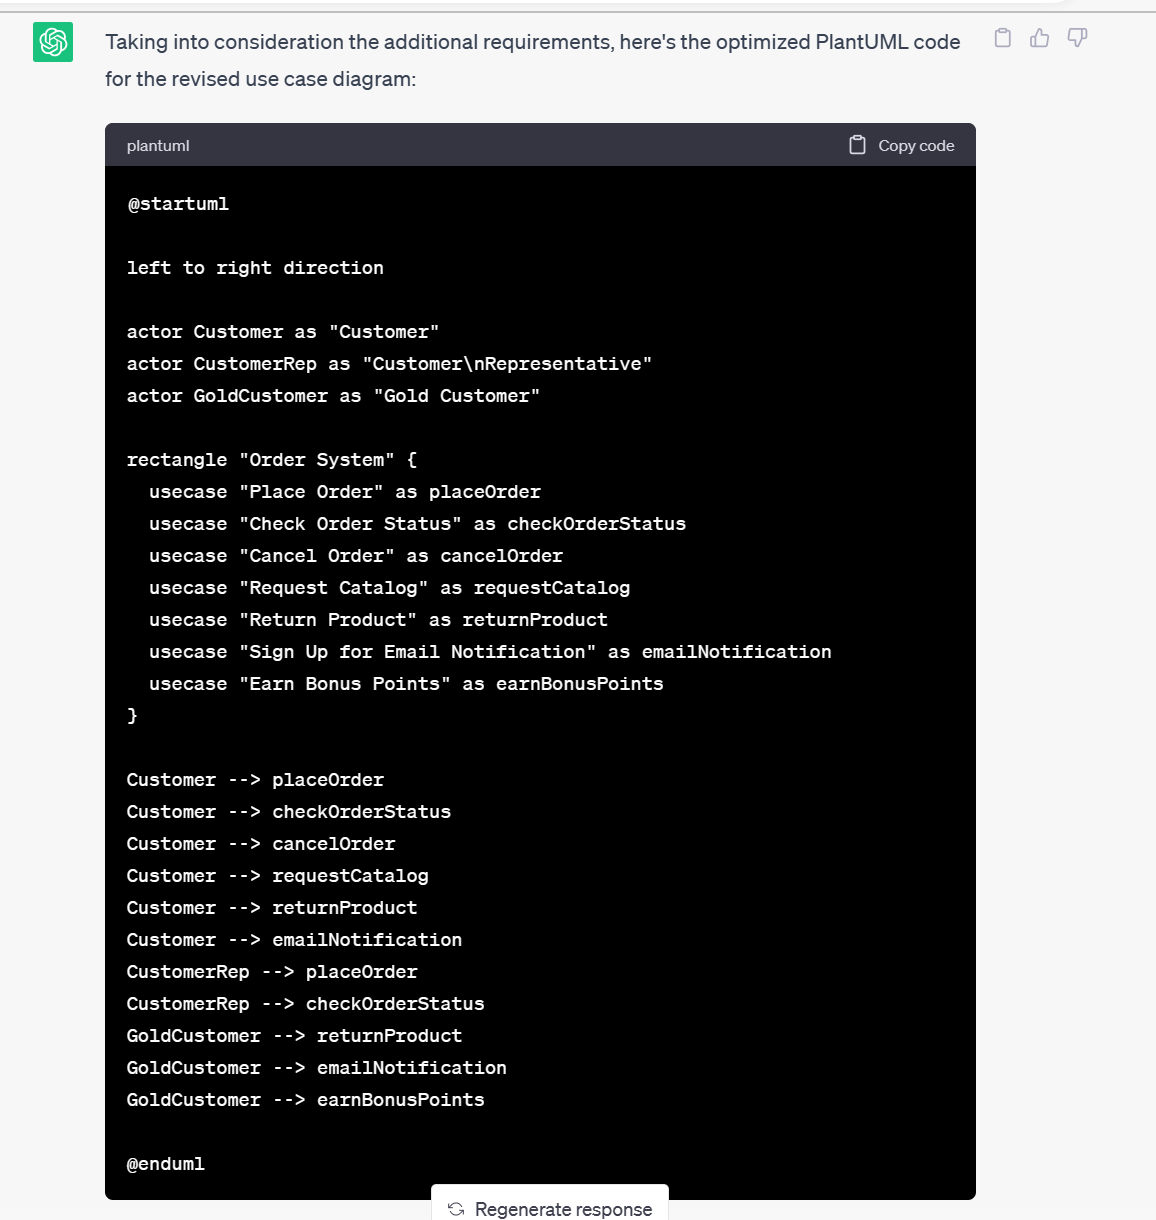 Taking into consideration the additional requirements, here's the optimized PlantUML code
for the revised use case diagram:
plantuml
Copy code
@startuml
left to right direction
actor Customer as "Customer"
actor CustomerRep as "Customer\nRepresentative"
actor GoldCustomer as "Gold Customer"
rectangle "Order System" {
  usecase "Place Order" as placeOrder
  usecase "Check Order Status" as checkOrderStatus
  usecase "Cancel Order" as cancelOrder
  usecase "Request Catalog" as requestCatalog
  usecase "Return Product" as returnProduct
  usecase "Sign Up for Email Notification" as emailNotification
  usecase "Earn Bonus Points" as earnBonusPoints
}
Customer --> placeOrder
Customer --> checkOrderStatus
Customer --> cancelOrder
Customer --> requestCatalog
Customer --> returnProduct
Customer --> emailNotification
CustomerRep --> placeOrder
CustomerRep --> checkOrderStatus
GoldCustomer --> returnProduct
GoldCustomer --> emailNotification
GoldCustomer --> earnBonusPoints
@enduml
Regenerate response